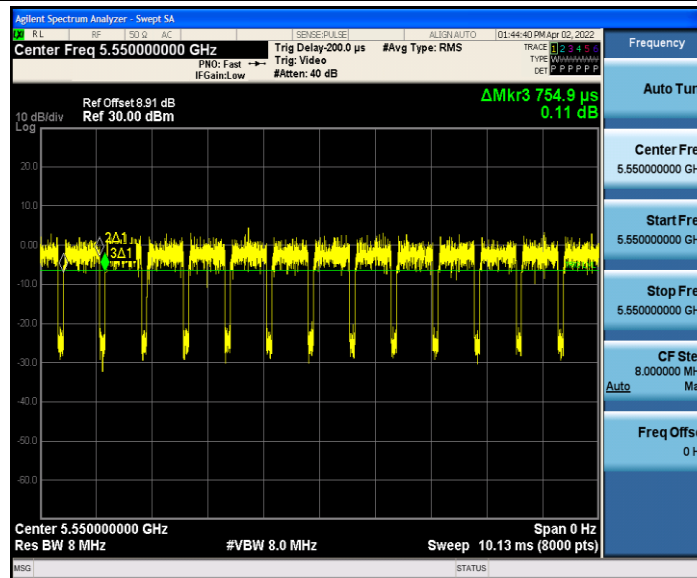 Agilent Spectrum Analyzer - Swept SA
LXI RL RF 50 Ω AC SENSE:PULSE ALIGN AUTO 01:44:40 PM Apr 02, 2022
Center Freq 5.550000000 GHz
PNO: Fast
IFGain:Low
Trig Delay-200.0 µs
Trig: Video
#Atten: 40 dB
#Avg Type: RMS
TRACE 1 2 3 4 5 6
TYPE W
DET P P P P P P
ΔMkr3 754.9 µs
0.11 dB
Ref Offset 8.91 dB
10 dB/div Ref 30.00 dBm
Log
20.0
10.0
0.00
-10.0
-20.0
-30.0
-40.0
-50.0
-60.0
2Δ1
3Δ1
Center 5.550000000 GHz Span 0 Hz
Res BW 8 MHz #VBW 8.0 MHz Sweep 10.13 ms (8000 pts)
MSG STATUS
Frequency
Auto Tun
Center Fre
5.550000000 GH
Start Fre
5.550000000 GH
Stop Fre
5.550000000 GH
CF Ste
8.000000 MH
Auto Ma
Freq Offs
0 H